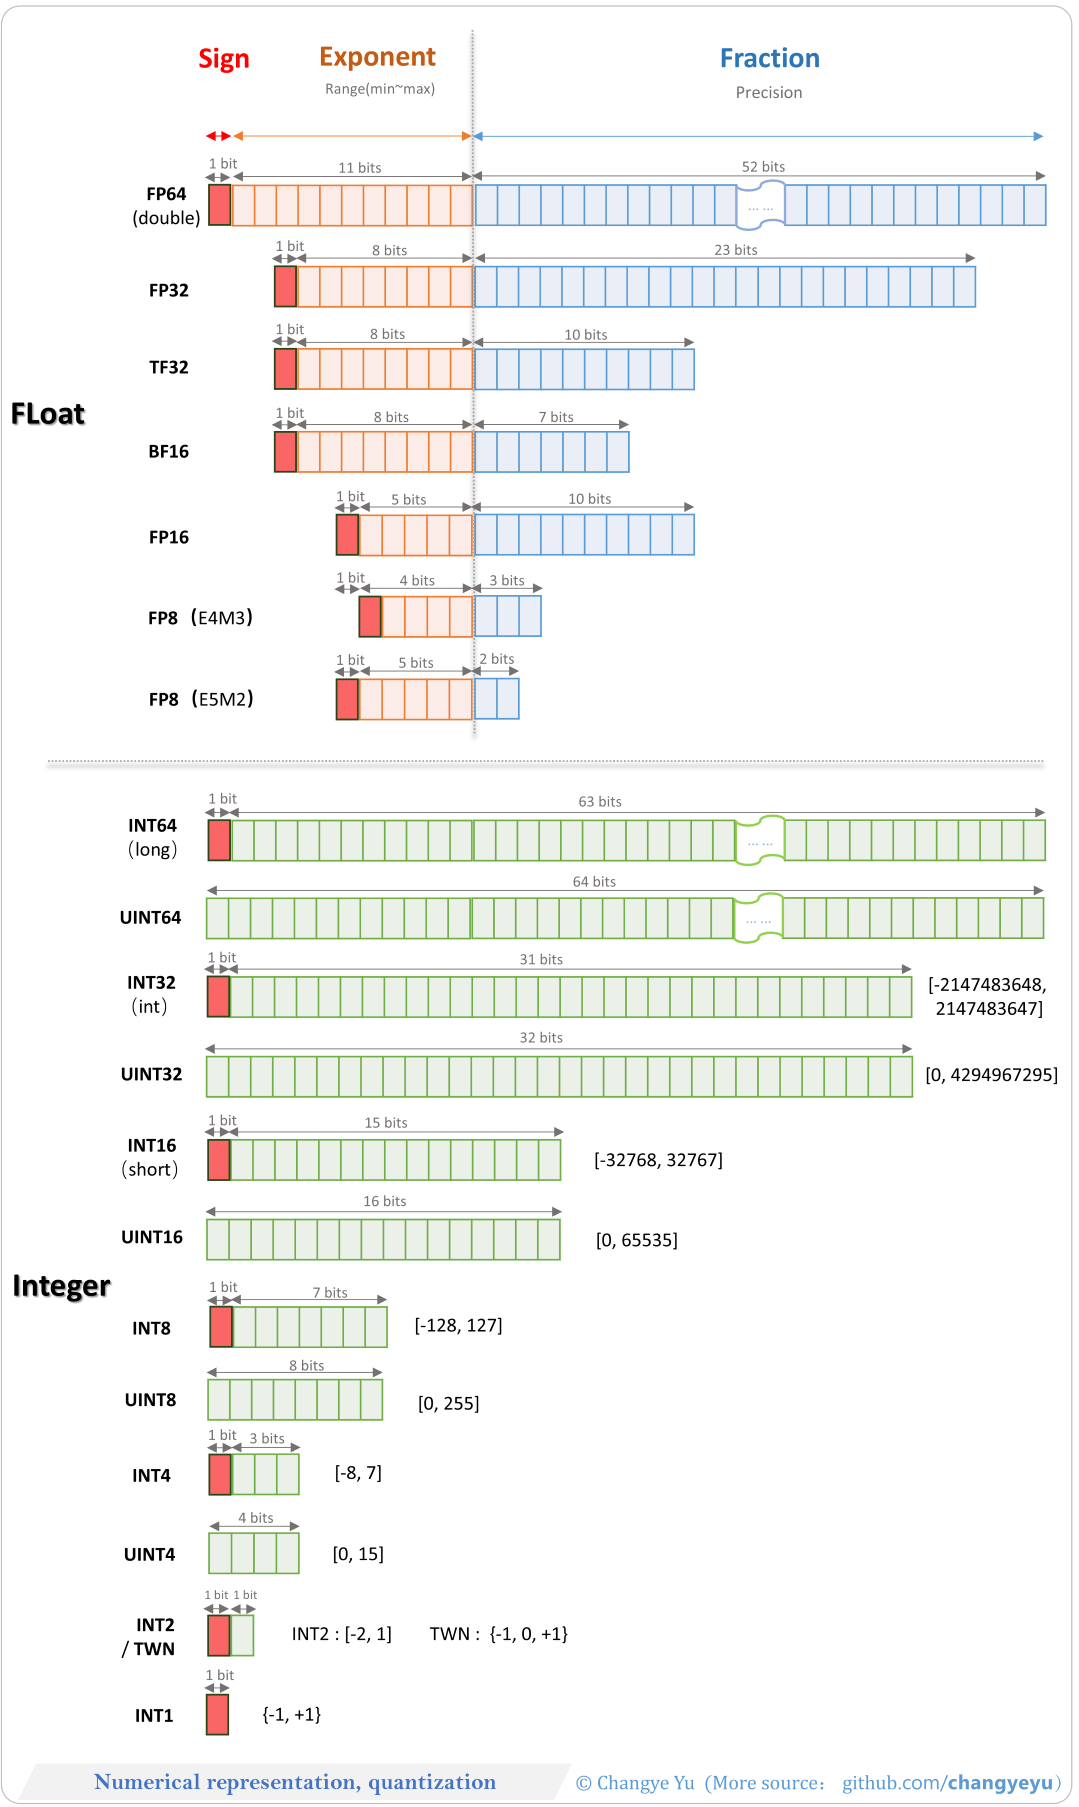 Sign
Exponent
Fraction
Range(min~max)
Precision
1 bit
11 bits
52 bits
FP64
(double)
... ...
1 bit
8 bits
23 bits
FP32
1 bit
8 bits
10 bits
TF32
FLoat
1 bit
8 bits
7 bits
BF16
1 bit
5 bits
10 bits
FP16
1 bit
4 bits
3 bits
FP8（E4M3）
1 bit
5 bits
2 bits
FP8（E5M2）
1 bit
63 bits
INT64
（long）
... ...
64 bits
UINT64
... ...
1 bit
31 bits
INT32
（int）
[-2147483648,
2147483647]
32 bits
UINT32
[0, 4294967295]
1 bit
15 bits
INT16
（short）
[-32768, 32767]
16 bits
UINT16
[0, 65535]
Integer
1 bit
7 bits
INT8
[-128, 127]
8 bits
UINT8
[0, 255]
1 bit
3 bits
INT4
[-8, 7]
4 bits
UINT4
[0, 15]
1 bit 1 bit
INT2
/ TWN
INT2 : [-2, 1] TWN : {-1, 0, +1}
1 bit
INT1
{-1, +1}
Numerical representation, quantization
© Changye Yu（More source： github.com/changyeyu）